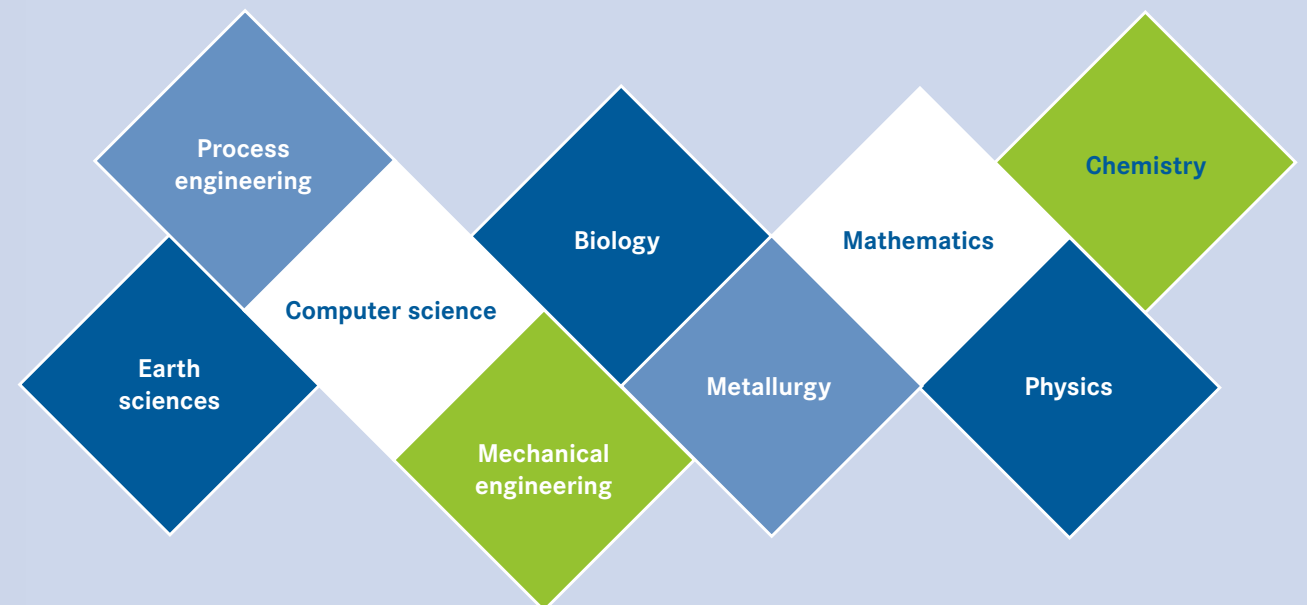 Process
engineering
Chemistry
Biology
Mathematics
Computer science
Earth
sciences
Metallurgy
Physics
Mechanical
engineering